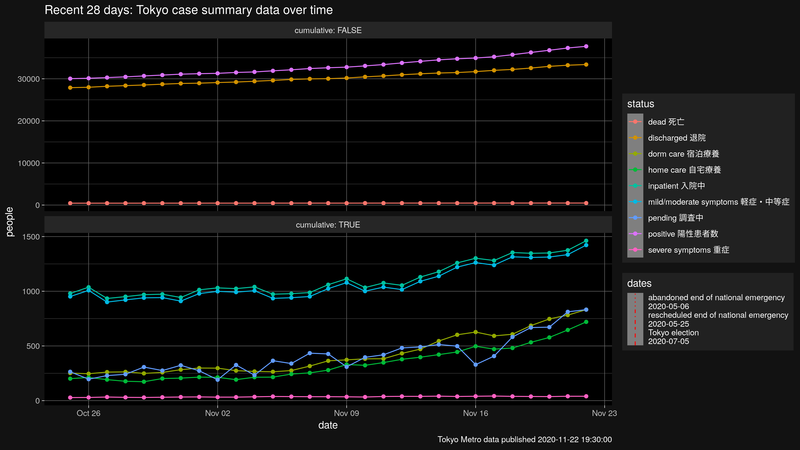 Recent 28 days: Tokyo case summary data over time
cumulative: FALSE
30000
20000
10000
0
cumulative: TRUE
1500
1000
500
0
people
Oct 26
Nov 02
Nov 09
Nov 16
Nov 23
date
status
dead 死亡
discharged 退院
dorm care 宿泊療養
home care 自宅療養
inpatient 入院中
mild/moderate symptoms 軽症・中等症
pending 調査中
positive 陽性患者数
severe symptoms 重症
dates
abandoned end of national emergency
2020-05-06
rescheduled end of national emergency
2020-05-25
Tokyo election
2020-07-05
Tokyo Metro data published 2020-11-22 19:30:00